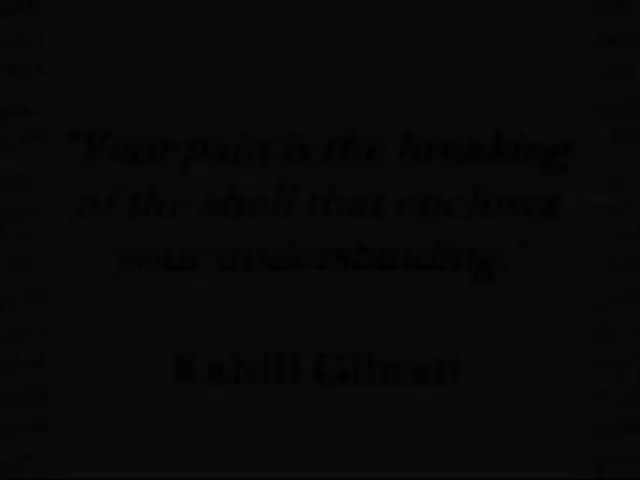 "Your pain is the breaking
of the shell that encloses
your understanding."
Kahlil Gibran